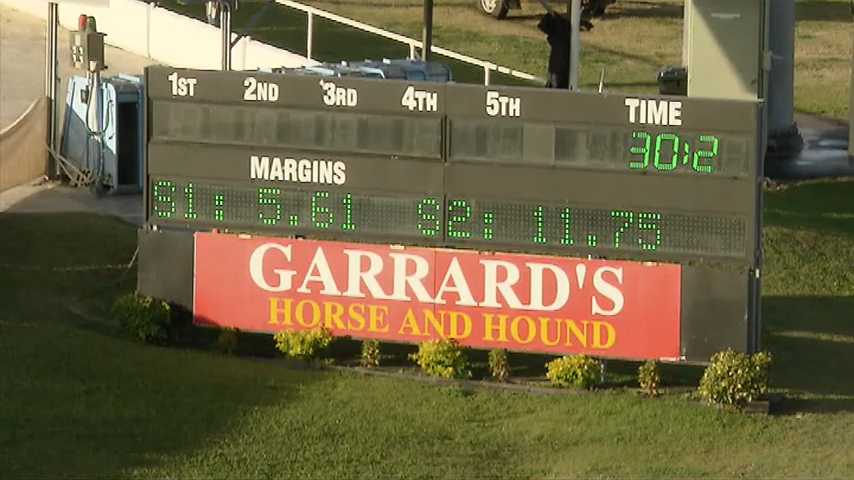 1ST 2ND 3RD 4TH 5TH TIME
30:2
MARGINS
S1: 5.61 S2: 11.75
GARRARD'S
HORSE AND HOUND